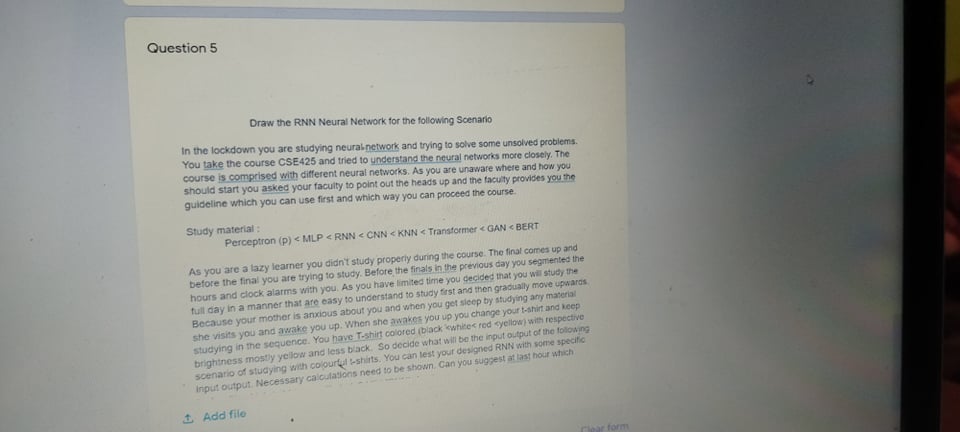 Question 5
Draw the RNN Neural Network for the following Scenario
In the lockdown you are studying neural network and trying to solve some unsolved problems.
You take the course CSE425 and tried to understand the neural networks more closely. The
course is comprised with different neural networks. As you are unaware where and how you
should start you asked your faculty to point out the heads up and the faculty provides you the
guideline which you can use first and which way you can proceed the course.
Study material :
Perceptron (p) < MLP < RNN < CNN < KNN < Transformer < GAN < BERT
As you are a lazy learner you didn't study properly during the course. The final comes up and
before the final you are trying to study. Before the finals in the previous day you segmented the
hours and clock alarms with you. As you have limited time you decided that you will study the
full day in a manner that are easy to understand to study first and then gradually move upwards.
Because your mother is anxious about you and when you get sleep by studying any material
she visits you and awake you up. When she awakes you up you change your t-shirt and keep
studying in the sequence. You have T-shirt colored (black <white< red <yellow) with respective
brightness mostly yellow and less black. So decide what will be the input output of the following
scenario of studying with colourful t-shirts. You can test your designed RNN with some specific
input output. Necessary calculations need to be shown. Can you suggest at last hour which
Add file
Clear form